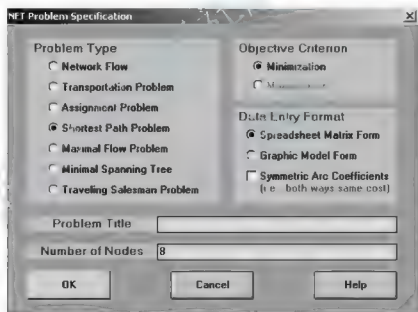 NET Problem Specification
Problem Type
Network Flow
Transportation Problem
Assignment Problem
Shortest Path Problem
Maximal Flow Problem
Minimal Spanning Tree
Traveling Salesman Problem
Objective Criterion
Minimization
Data Entry Format
Spreadsheet Matrix Form
Graphic Model Form
Symmetric Arc Coefficients
(i.e. both ways same cost)
Problem Title
Number of Nodes 8
OK Cancel Help